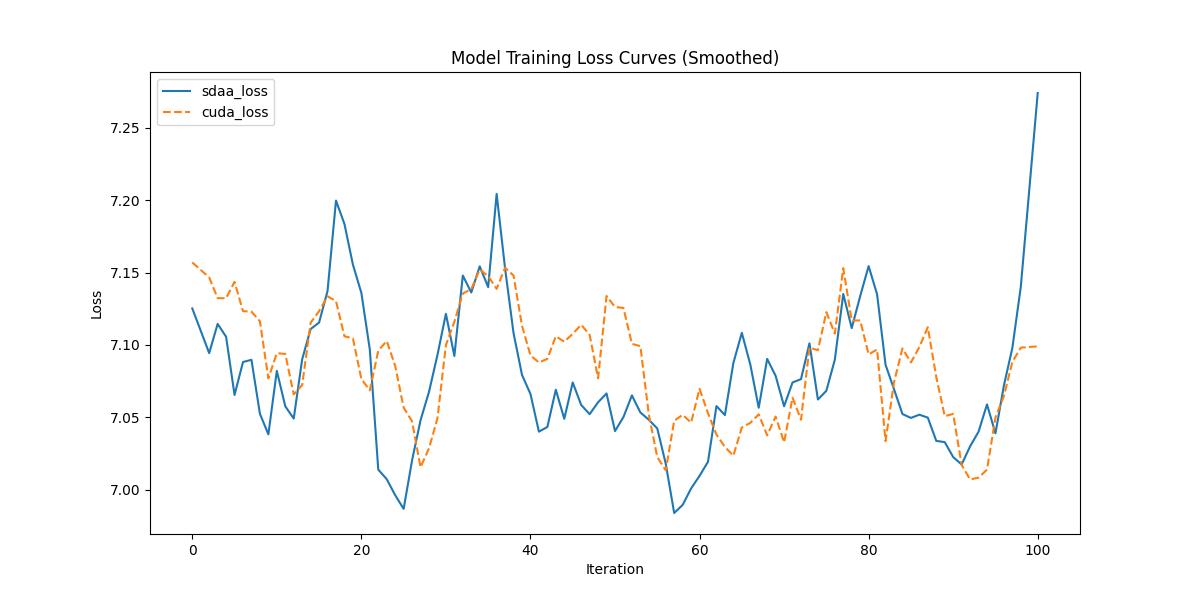 Model Training Loss Curves (Smoothed)
sdaa_loss
cuda_loss
7.25
7.20
7.15
7.10
7.05
7.00
Loss
0 20 40 60 80 100
Iteration